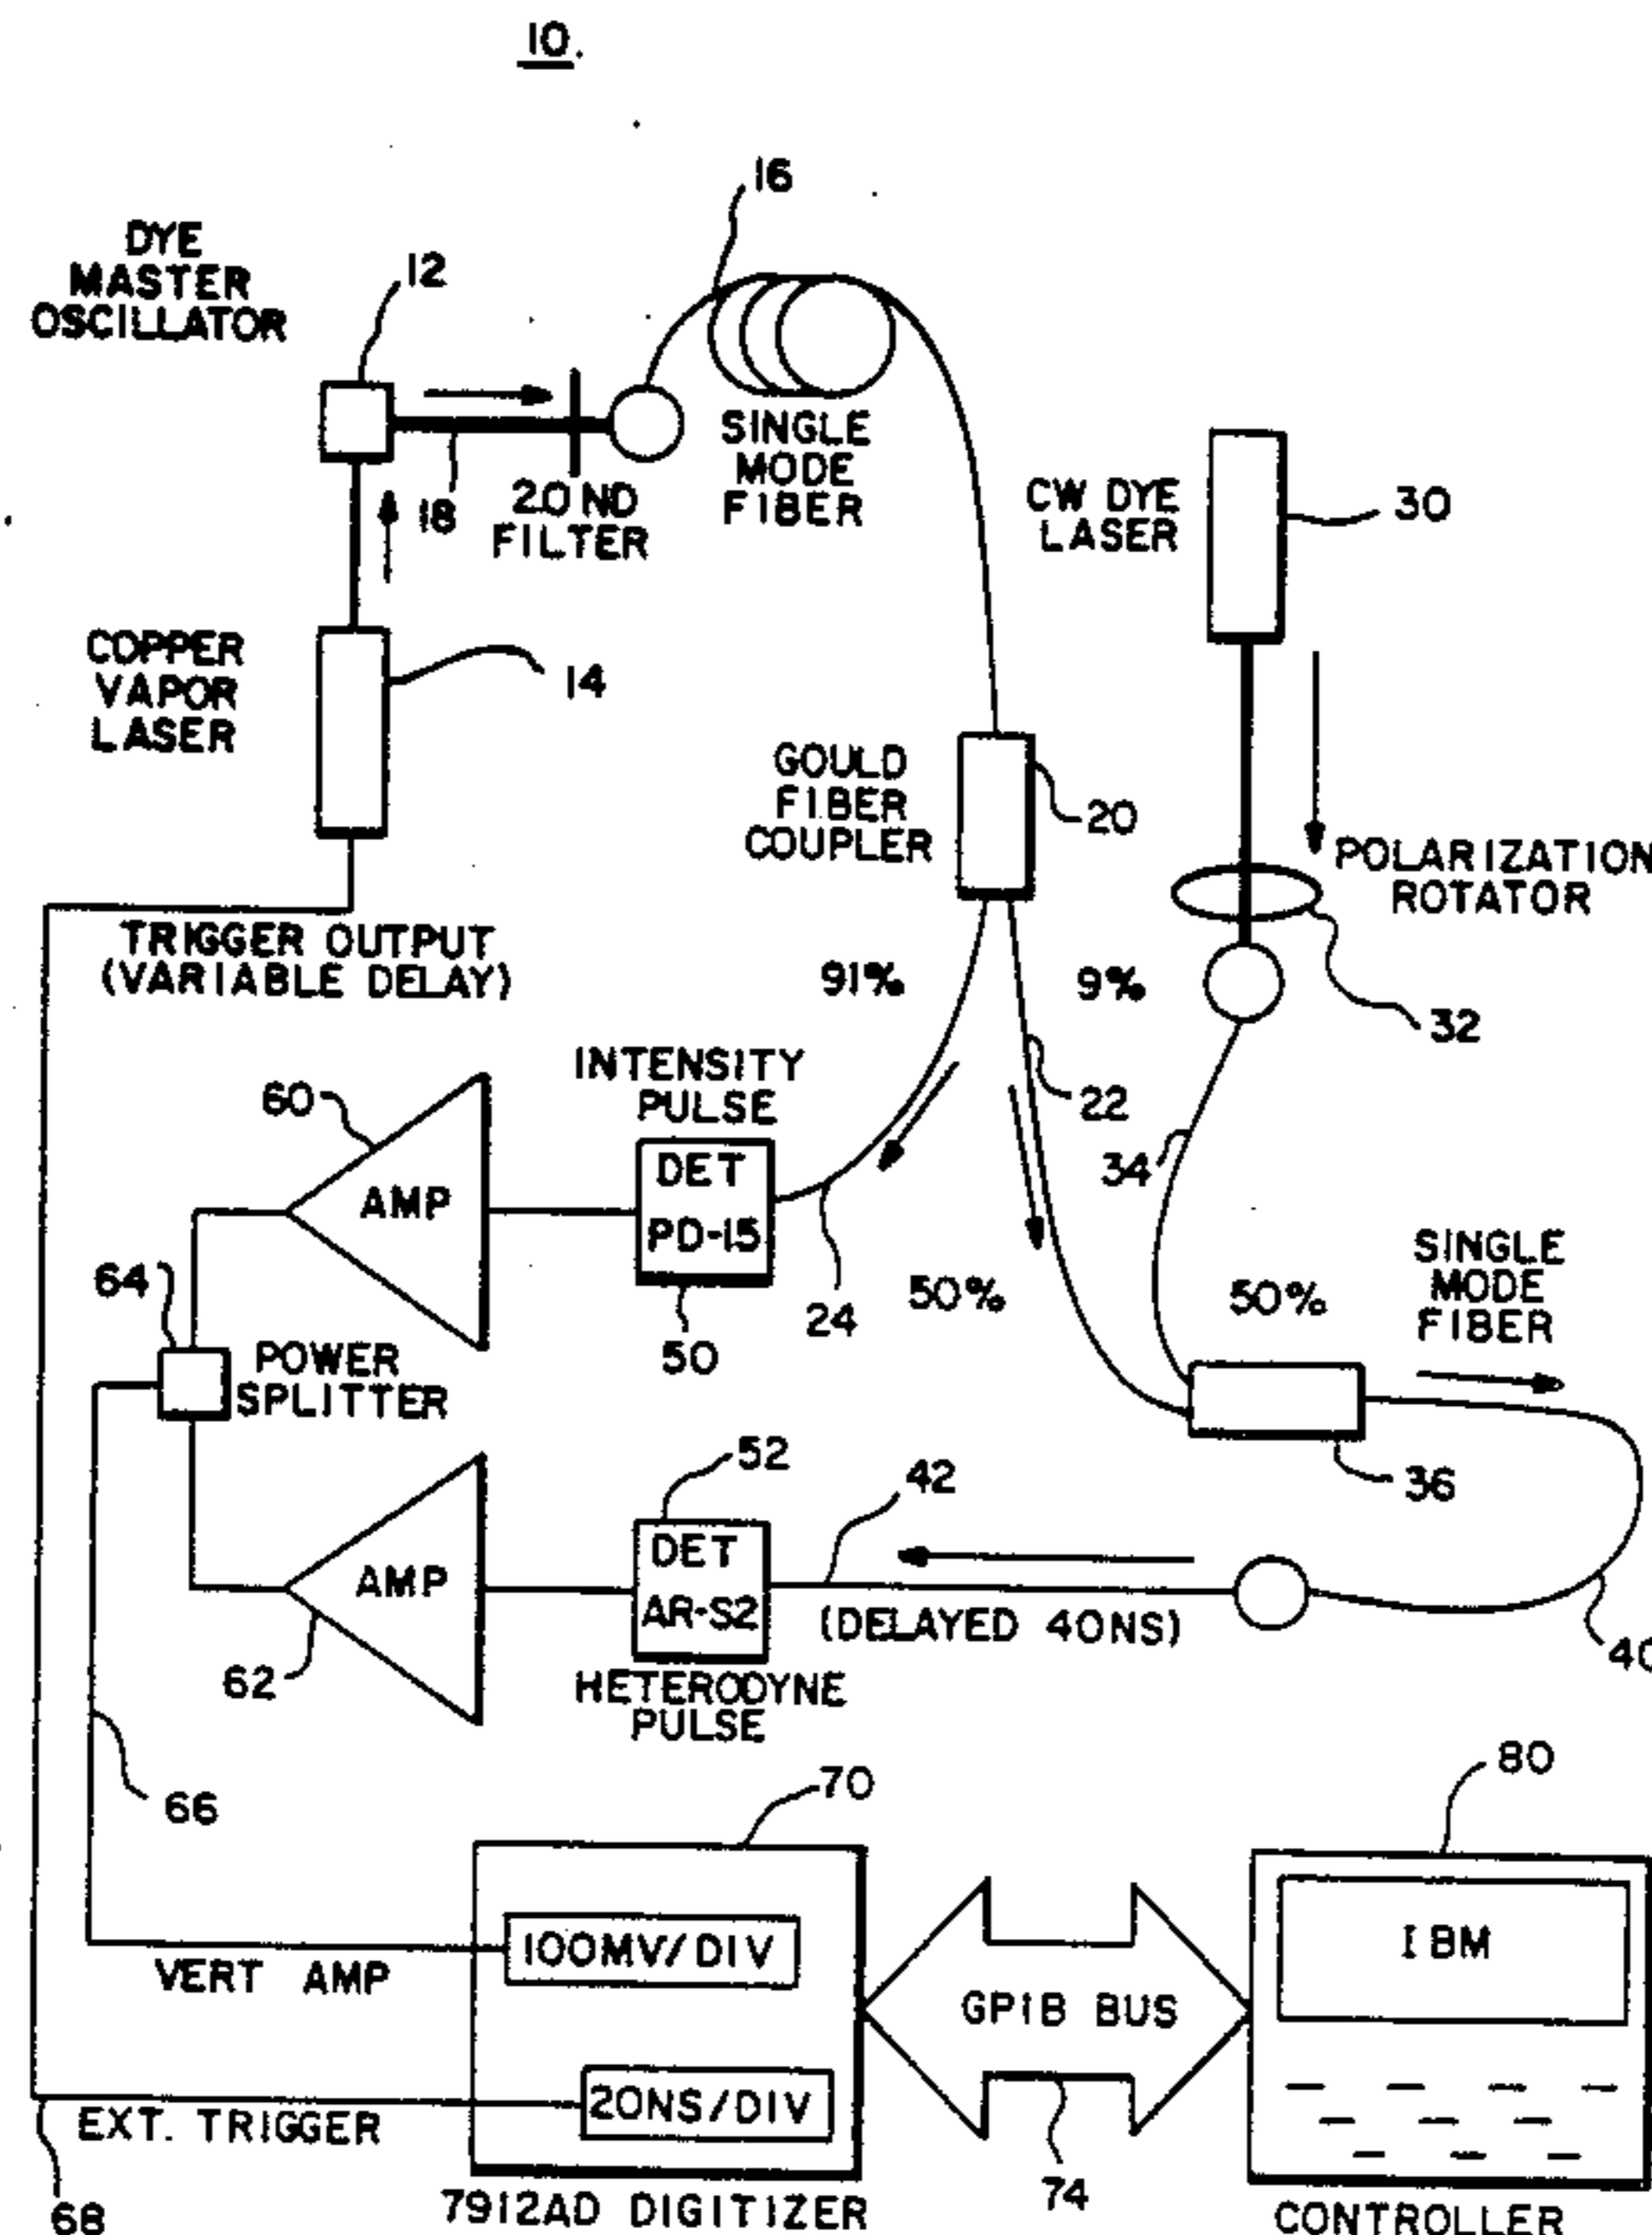 10.
16
DYE
MASTER
OSCILLATOR
12
SINGLE
MODE
FIBER
18
2.0 ND
FILTER
CW DYE
LASER
30
COPPER
VAPOR
LASER
14
GOULD
FIBER
COUPLER
20
POLARIZATION
ROTATOR
TRIGGER OUTPUT
(VARIABLE DELAY)
91%
9%
32
INTENSITY
PULSE
60
22
34
AMP
DET
PD-15
64
24
50%
50%
SINGLE
MODE
FIBER
50
POWER
SPLITTER
52
42
36
AMP
DET
AR-S2
(DELAYED 40NS)
40
62
HETERODYNE
PULSE
66
70
80
100MV/DIV
IBM
VERT AMP
GPIB BUS
20NS/DIV
EXT. TRIGGER
74
68
7912AD DIGITIZER
CONTROLLER